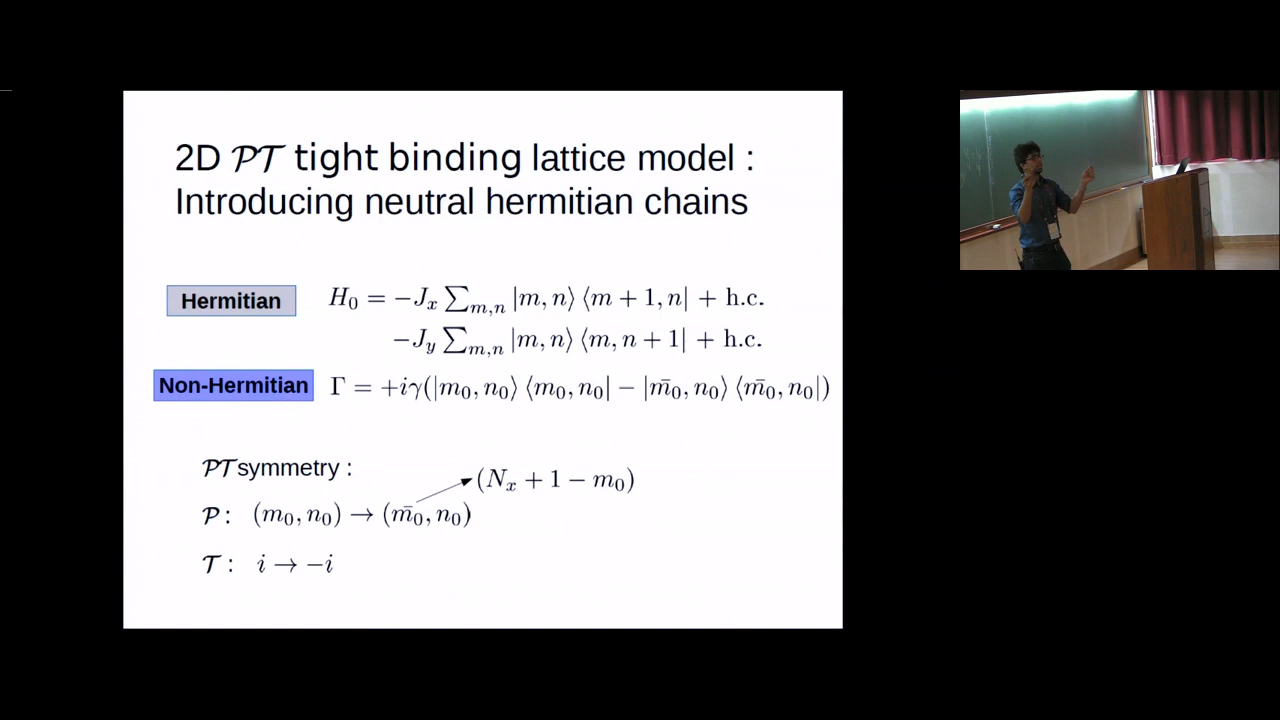 2D 𝒫𝒯 tight binding lattice model :
Introducing neutral hermitian chains
Hermitian H₀ = −Jₓ ∑_{m,n} |m, n⟩ ⟨m + 1, n| + h.c.
−J_y ∑_{m,n} |m, n⟩ ⟨m, n + 1| + h.c.
Non-Hermitian Γ = +iγ(|m₀, n₀⟩ ⟨m₀, n₀| − |m̄₀, n₀⟩ ⟨m̄₀, n₀|)
𝒫𝒯 symmetry :
(Nₓ + 1 − m₀)
𝒫 : (m₀, n₀) → (m̄₀, n₀)
𝒯 : i → −i